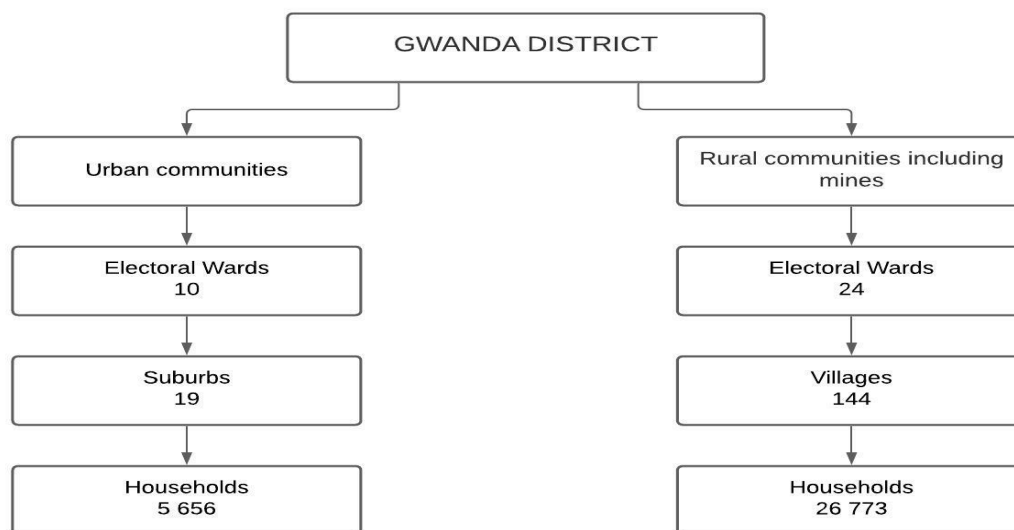 GWANDA DISTRICT
Urban communities
Electoral Wards
10
Suburbs
19
Households
5 656
Rural communities including
mines
Electoral Wards
24
Villages
144
Households
26 773